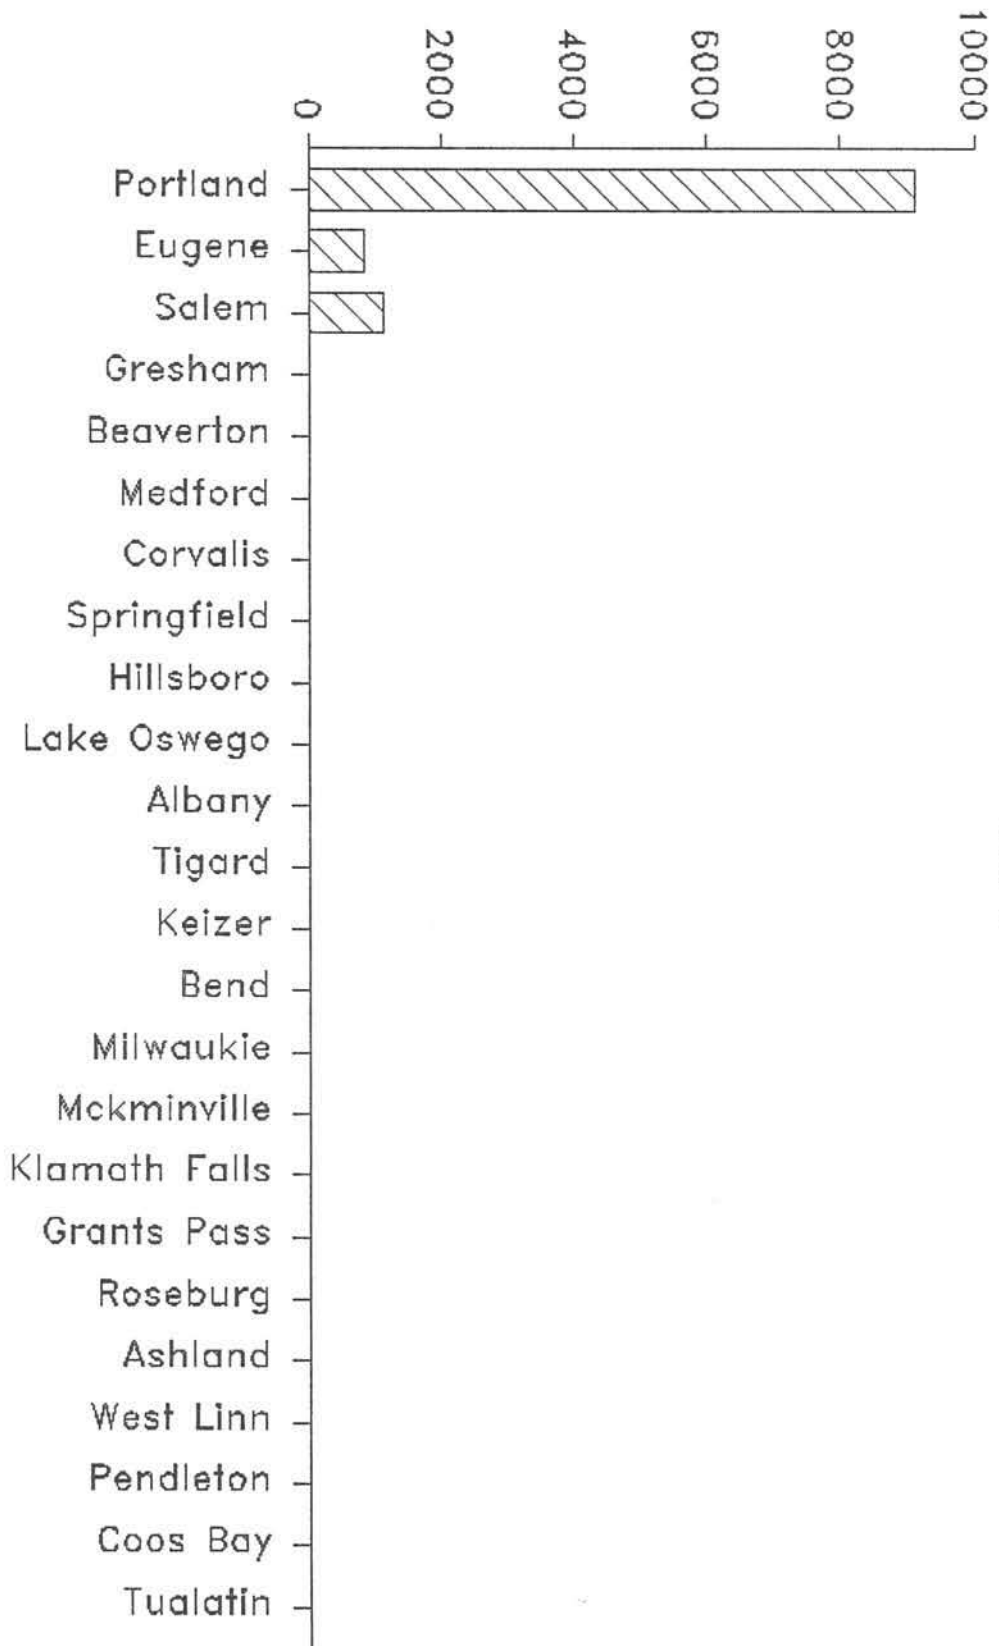 0
2000
4000
6000
8000
10000
Portland
Eugene
Salem
Gresham
Beaverton
Medford
Corvalis
Springfield
Hillsboro
Lake Oswego
Albany
Tigard
Keizer
Bend
Milwaukie
Mckminville
Klamath Falls
Grants Pass
Roseburg
Ashland
West Linn
Pendleton
Coos Bay
Tualatin